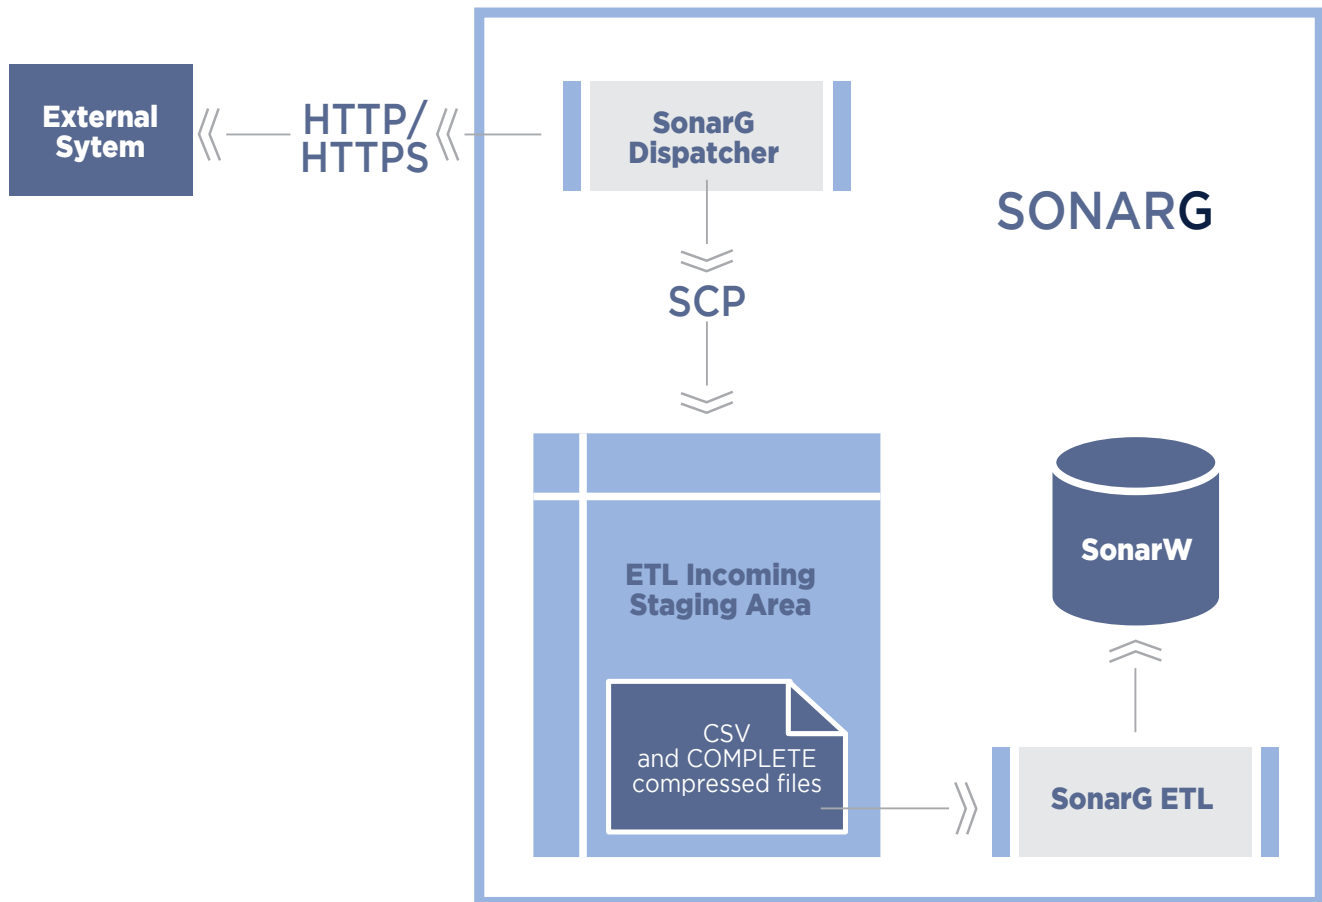 External
Sytem
HTTP/
HTTPS
SonarG
Dispatcher
SONARG
SCP
ETL Incoming
Staging Area
SonarW
CSV
and COMPLETE
compressed files
SonarG ETL